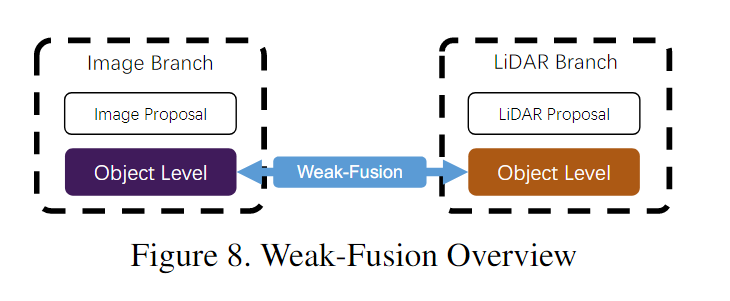 Image Branch
LiDAR Branch
Image Proposal
LiDAR Proposal
Object Level
Weak-Fusion
Object Level
Figure 8. Weak-Fusion Overview